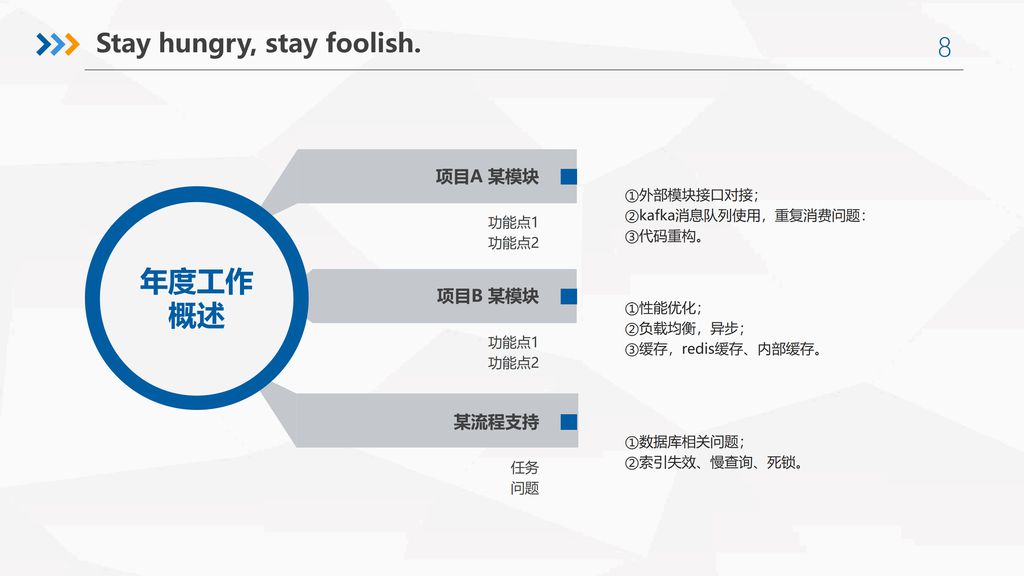 Stay hungry, stay foolish.
8
年度工作
概述
项目A 某模块
功能点1
功能点2
①外部模块接口对接；
②kafka消息队列使用，重复消费问题：
③代码重构。
项目B 某模块
功能点1
功能点2
①性能优化；
②负载均衡，异步；
③缓存，redis缓存、内部缓存。
某流程支持
任务
问题
①数据库相关问题；
②索引失效、慢查询、死锁。